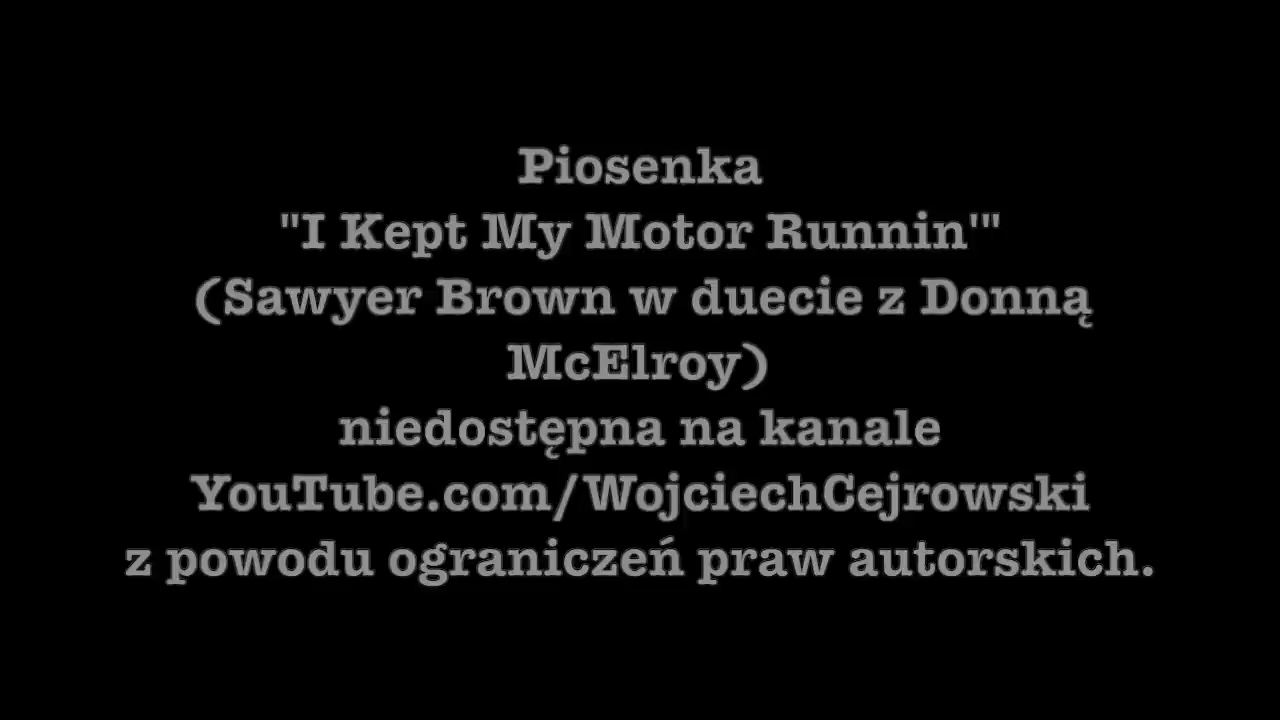 Piosenka
"I Kept My Motor Runnin'"
(Sawyer Brown w duecie z Donną
McElroy)
niedostępna na kanale
YouTube.com/WojciechCejrowski
z powodu ograniczeń praw autorskich.